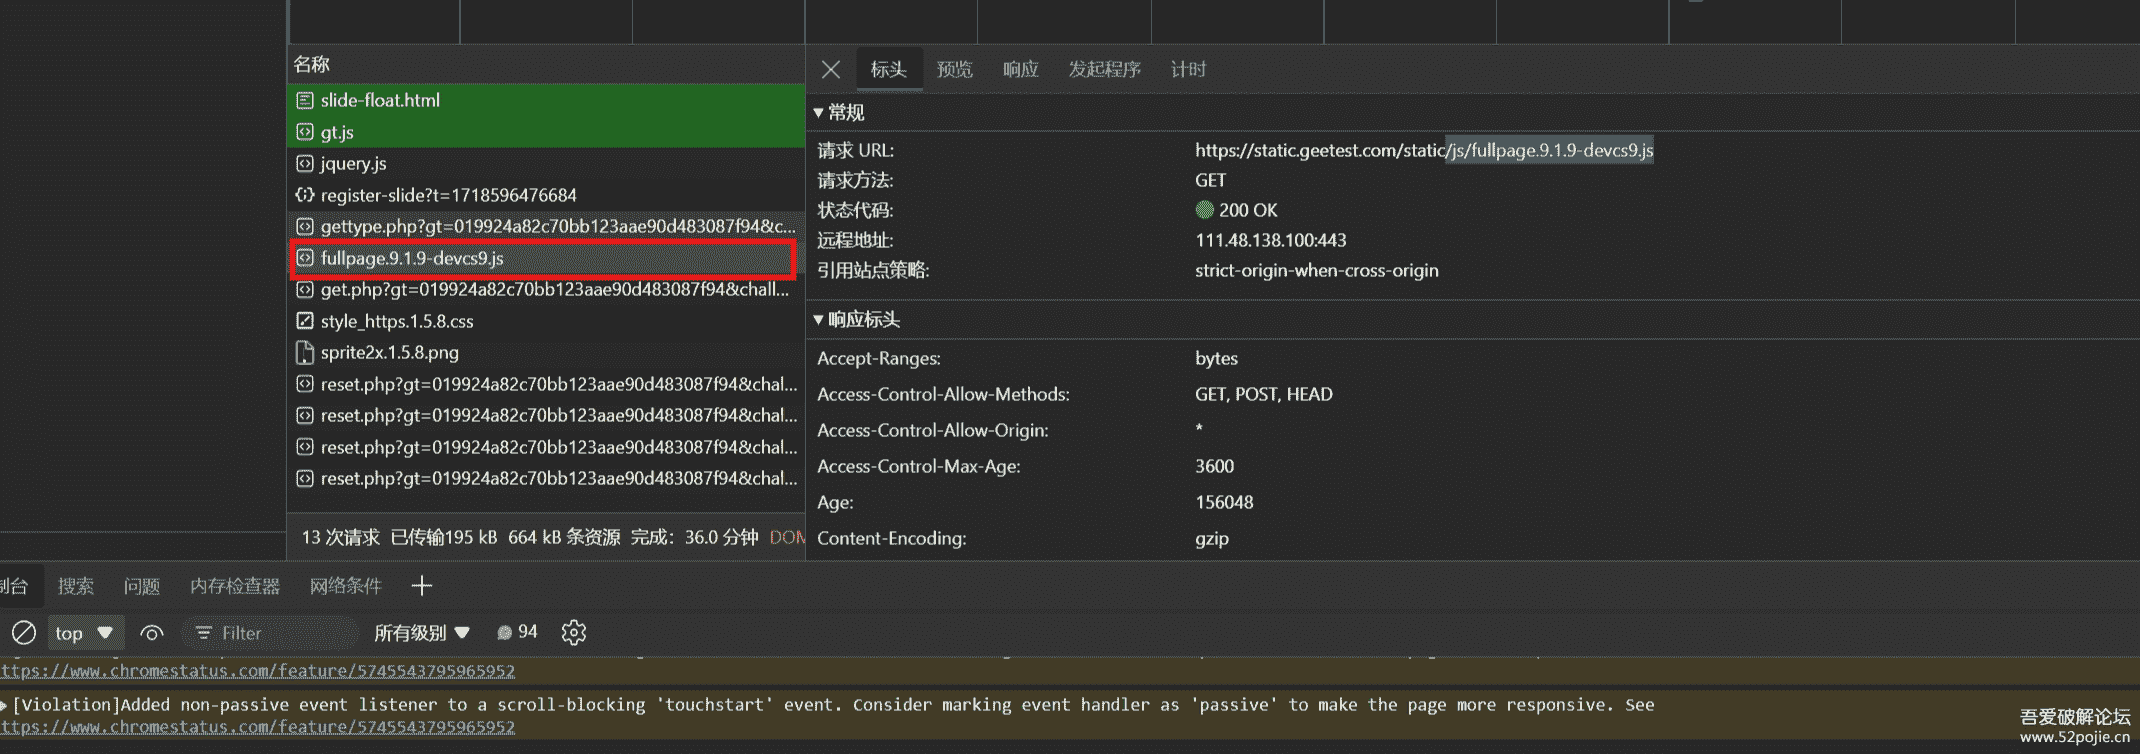 名称
slide-float.html
gt.js
jquery.js
register-slide?t=1718596476684
gettype.php?gt=019924a82c70bb123aae90d483087f94&c...
fullpage.9.1.9-devcs9.js
get.php?gt=019924a82c70bb123aae90d483087f94&chall...
style_https.1.5.8.css
sprite2x.1.5.8.png
reset.php?gt=019924a82c70bb123aae90d483087f94&chal...
reset.php?gt=019924a82c70bb123aae90d483087f94&chal...
reset.php?gt=019924a82c70bb123aae90d483087f94&chal...
reset.php?gt=019924a82c70bb123aae90d483087f94&chal...
13 次请求 已传输195 kB 664 kB 条资源 完成：36.0 分钟 DOM
标头 预览 响应 发起程序 计时
▼常规
请求 URL: https://static.geetest.com/static/js/fullpage.9.1.9-devcs9.js
请求方法: GET
状态代码: 200 OK
远程地址: 111.48.138.100:443
引用站点策略: strict-origin-when-cross-origin
▼响应标头
Accept-Ranges: bytes
Access-Control-Allow-Methods: GET, POST, HEAD
Access-Control-Allow-Origin: *
Access-Control-Max-Age: 3600
Age: 156048
Content-Encoding: gzip
制台 搜索 问题 内存检查器 网络条件 +
top ▼ Filter 所有级别 ▼ 94
ttps://www.chromestatus.com/feature/5745543795965952
[Violation]Added non-passive event listener to a scroll-blocking 'touchstart' event. Consider marking event handler as 'passive' to make the page more responsive. See
ttps://www.chromestatus.com/feature/5745543795965952
吾爱破解论坛
www.52pojie.cn